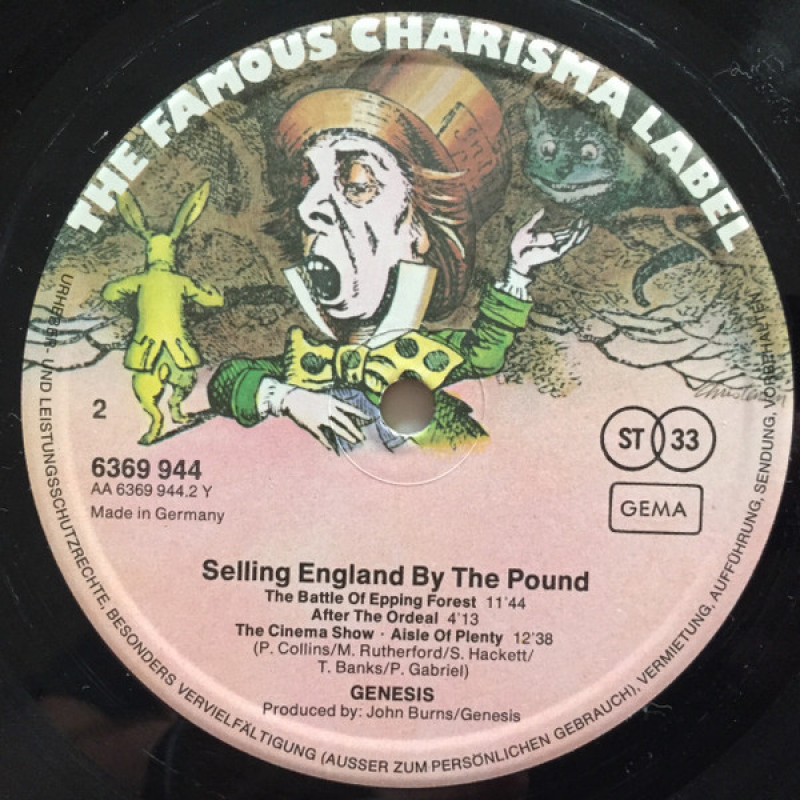 THE FAMOUS CHARISMA LABEL
2
6369 944
AA 6369 944.2 Y
Made in Germany
ST 33
GEMA
Selling England By The Pound
The Battle Of Epping Forest 11'44
After The Ordeal 4'13
The Cinema Show · Aisle Of Plenty 12'38
(P. Collins/M. Rutherford/S. Hackett/
T. Banks/P. Gabriel)
GENESIS
Produced by: John Burns/Genesis
URHEBER- UND LEISTUNGSSCHUTZRECHTE, BESONDERS VERVIELFÄLTIGUNG (AUSSER ZUM PERSÖNLICHEN GEBRAUCH), VERMIETUNG, AUFFÜHRUNG, SENDUNG, VORBEHALTEN